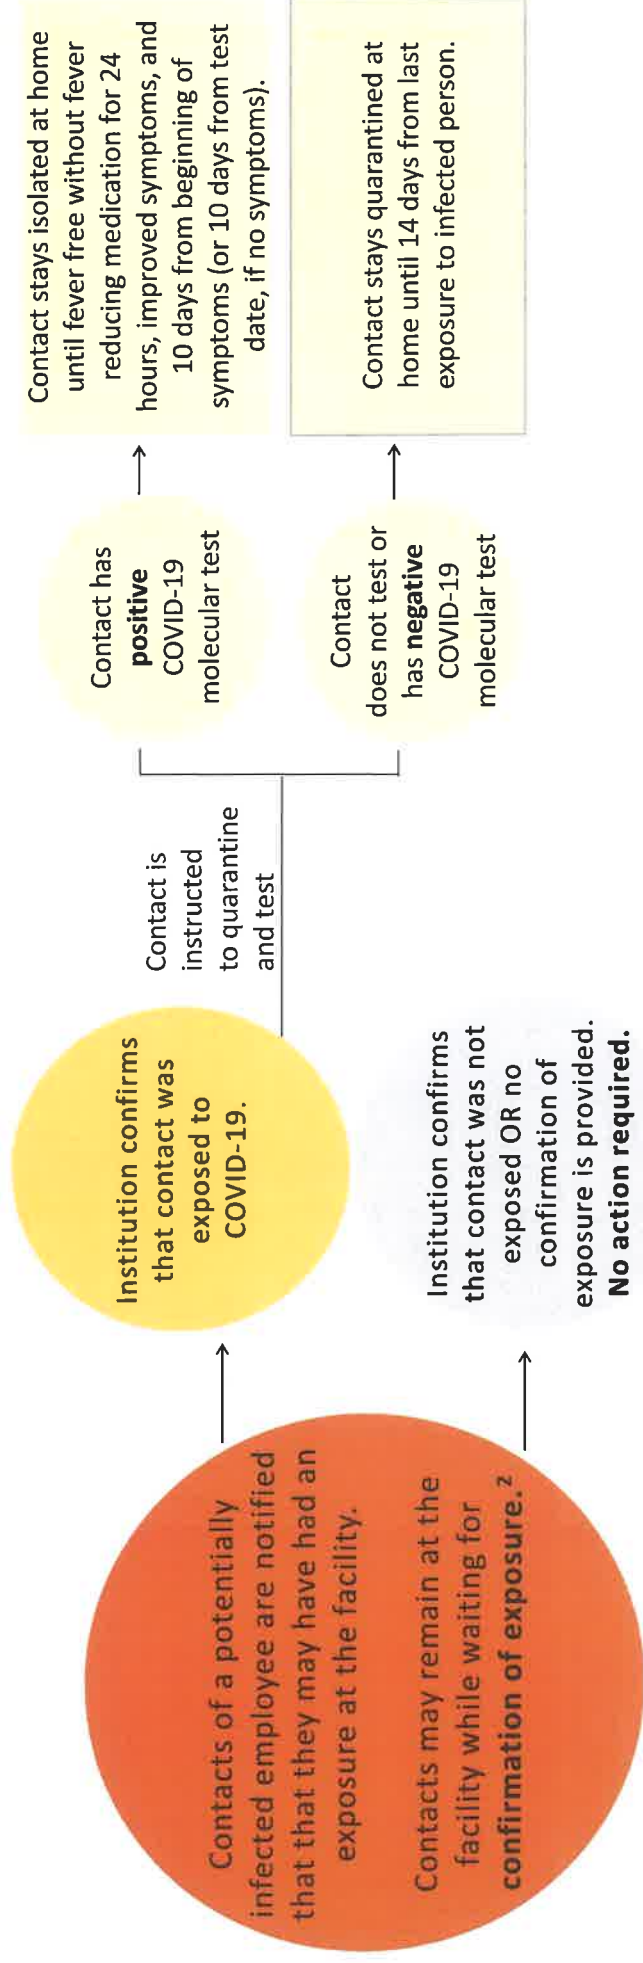 Contacts of a potentially
infected employee are notified
that that they may have had an
exposure at the facility.
Contacts may remain at the
facility while waiting for
confirmation of exposure.²
Institution confirms
that contact was
exposed to
COVID-19.
Institution confirms
that contact was not
exposed OR no
confirmation of
exposure is provided.
No action required.
Contact is
instructed
to quarantine
and test
Contact has
positive
COVID-19
molecular test
Contact
does not test or
has negative
COVID-19
molecular test
Contact stays isolated at home
until fever free without fever
reducing medication for 24
hours, improved symptoms, and
10 days from beginning of
symptoms (or 10 days from test
date, if no symptoms).
Contact stays quarantined at
home until 14 days from last
exposure to infected person.